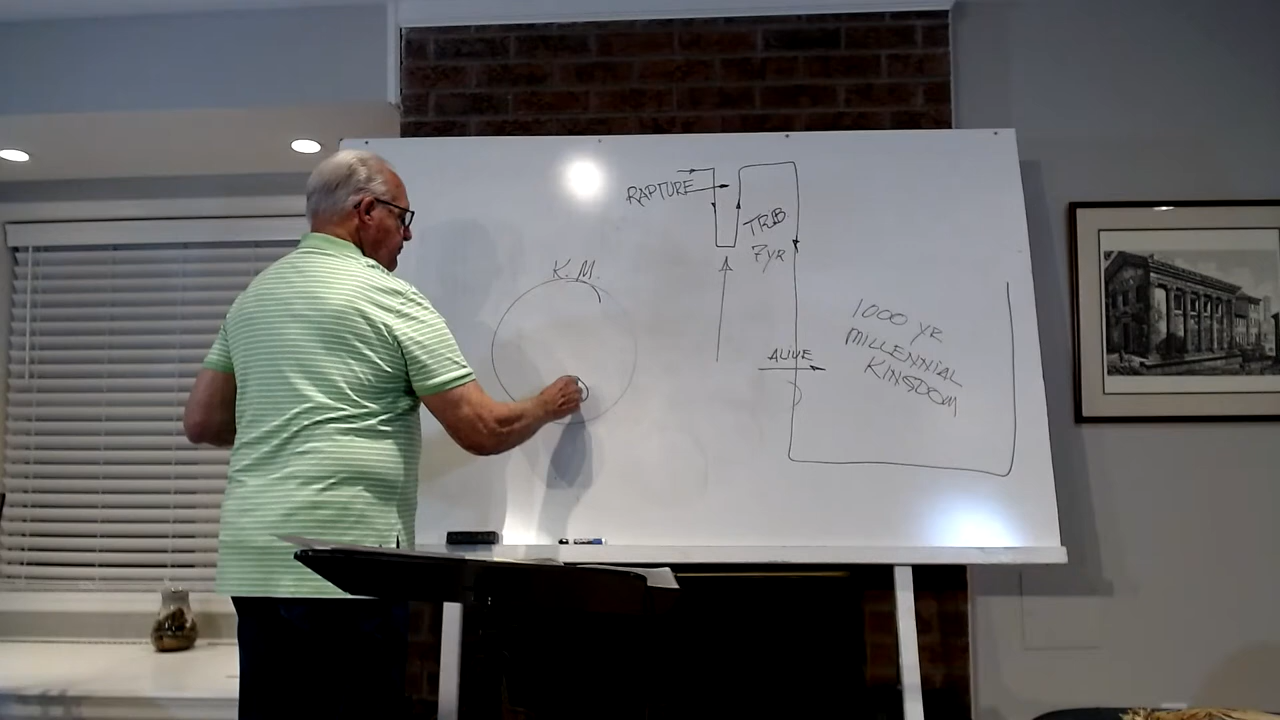 K. M.
RAPTURE
TRIB
7yr
ALIVE
1000 YR
MILLENNIAL
KINGDOM